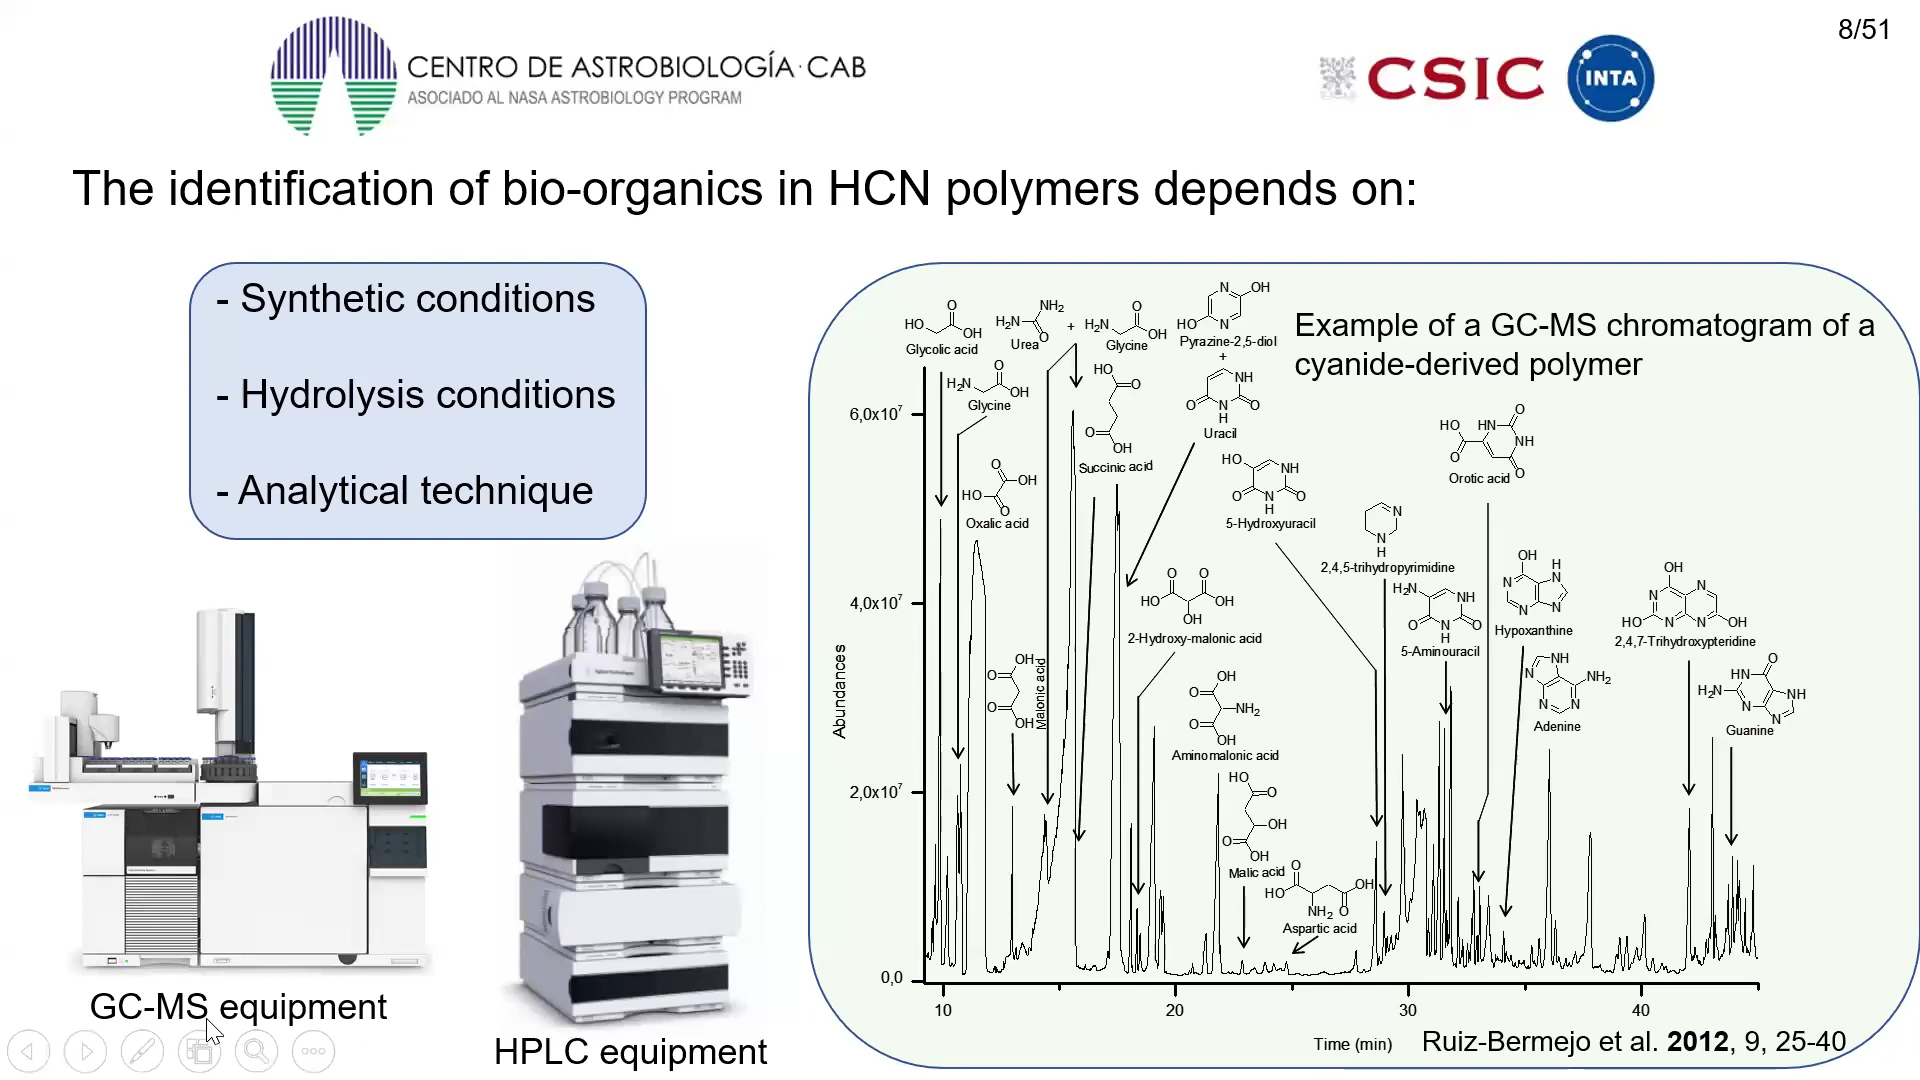 8/51
CENTRO DE ASTROBIOLOGÍA·CAB
ASOCIADO AL NASA ASTROBIOLOGY PROGRAM
CSIC
INTA
The identification of bio-organics in HCN polymers depends on:
- Synthetic conditions
- Hydrolysis conditions
- Analytical technique
GC-MS equipment
HPLC equipment
Example of a GC-MS chromatogram of a
cyanide-derived polymer
Glycolic acid
Urea
+
Glycine
Pyrazine-2,5-diol
+
Uracil
Glycine
Succinic acid
Oxalic acid
Malonic acid
5-Hydroxyuracil
Orotic acid
2,4,5-trihydropyrimidine
2-Hydroxy-malonic acid
5-Aminouracil
Hypoxanthine
2,4,7-Trihydroxypteridine
Aminomalonic acid
Adenine
Guanine
Malic acid
Aspartic acid
Abundances
6,0x10⁷
4,0x10⁷
2,0x10⁷
0,0
10
20
30
40
Time (min)
Ruiz-Bermejo et al. 2012, 9, 25-40